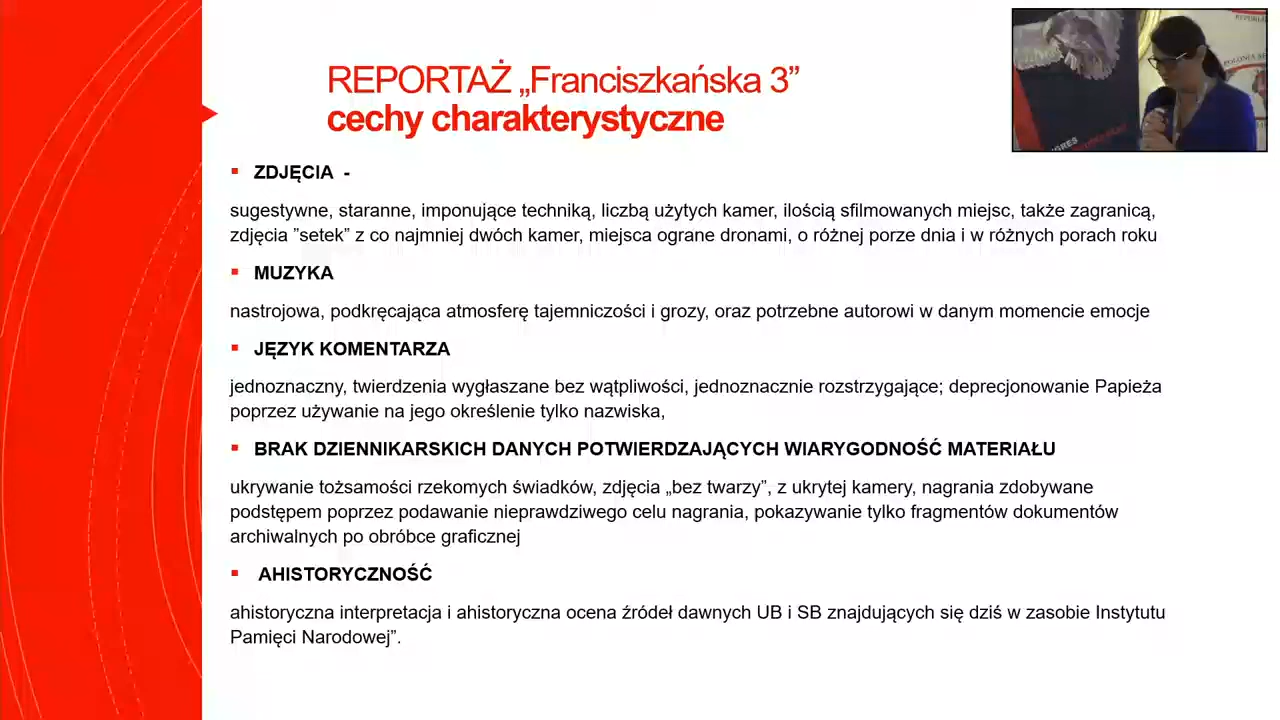 REPORTAŻ „Franciszkańska 3”
cechy charakterystyczne
ZDJĘCIA -
sugestywne, staranne, imponujące techniką, liczbą użytych kamer, ilością sfilmowanych miejsc, także zagranicą,
zdjęcia ”setek” z co najmniej dwóch kamer, miejsca ograne dronami, o różnej porze dnia i w różnych porach roku
MUZYKA
nastrojowa, podkręcająca atmosferę tajemniczości i grozy, oraz potrzebne autorowi w danym momencie emocje
JĘZYK KOMENTARZA
jednoznaczny, twierdzenia wygłaszane bez wątpliwości, jednoznacznie rozstrzygające; deprecjonowanie Papieża
poprzez używanie na jego określenie tylko nazwiska,
BRAK DZIENNIKARSKICH DANYCH POTWIERDZAJĄCYCH WIARYGODNOŚĆ MATERIAŁU
ukrywanie tożsamości rzekomych świadków, zdjęcia „bez twarzy”, z ukrytej kamery, nagrania zdobywane
podstępem poprzez podawanie nieprawdziwego celu nagrania, pokazywanie tylko fragmentów dokumentów
archiwalnych po obróbce graficznej
AHISTORYCZNOŚĆ
ahistoryczna interpretacja i ahistoryczna ocena źródeł dawnych UB i SB znajdujących się dziś w zasobie Instytutu
Pamięci Narodowej”.